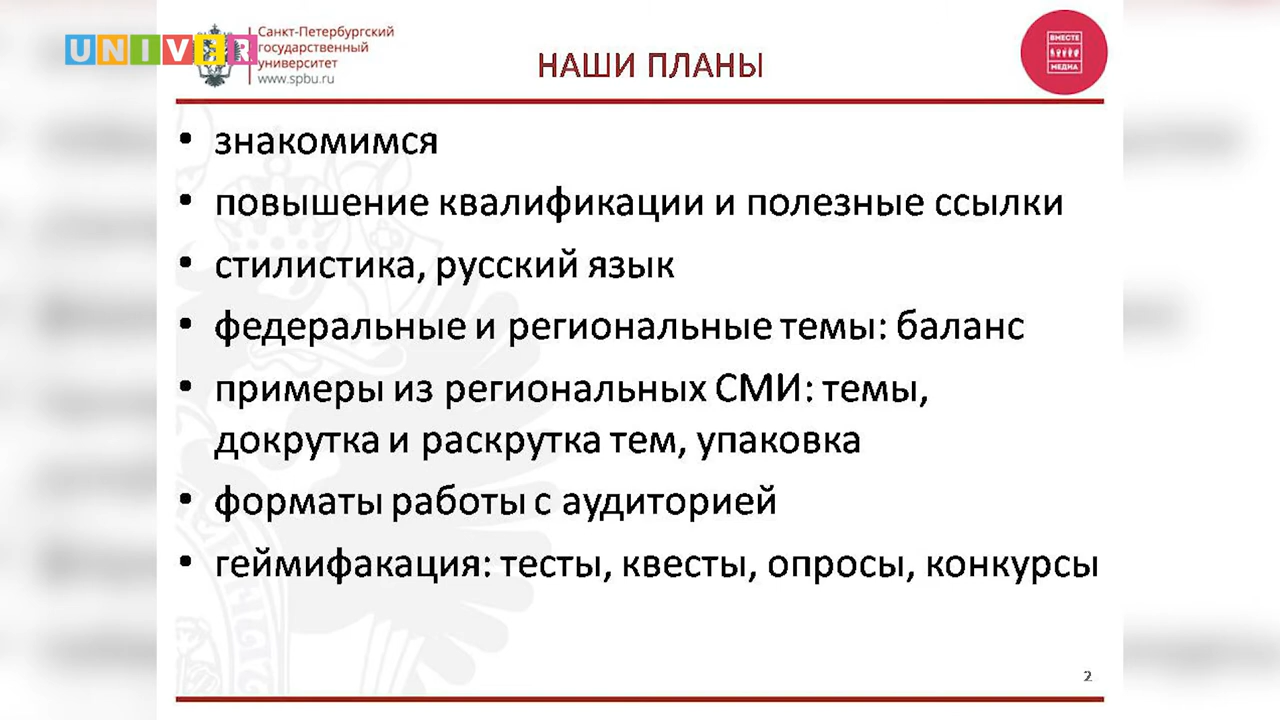 UNIVER
Санкт-Петербургский
государственный
университет
www.spbu.ru
НАШИ ПЛАНЫ
ВМЕСТЕ
МЕДИА
• знакомимся
• повышение квалификации и полезные ссылки
• стилистика, русский язык
• федеральные и региональные темы: баланс
• примеры из региональных СМИ: темы,
докрутка и раскрутка тем, упаковка
• форматы работы с аудиторией
• геймифакация: тесты, квесты, опросы, конкурсы
2